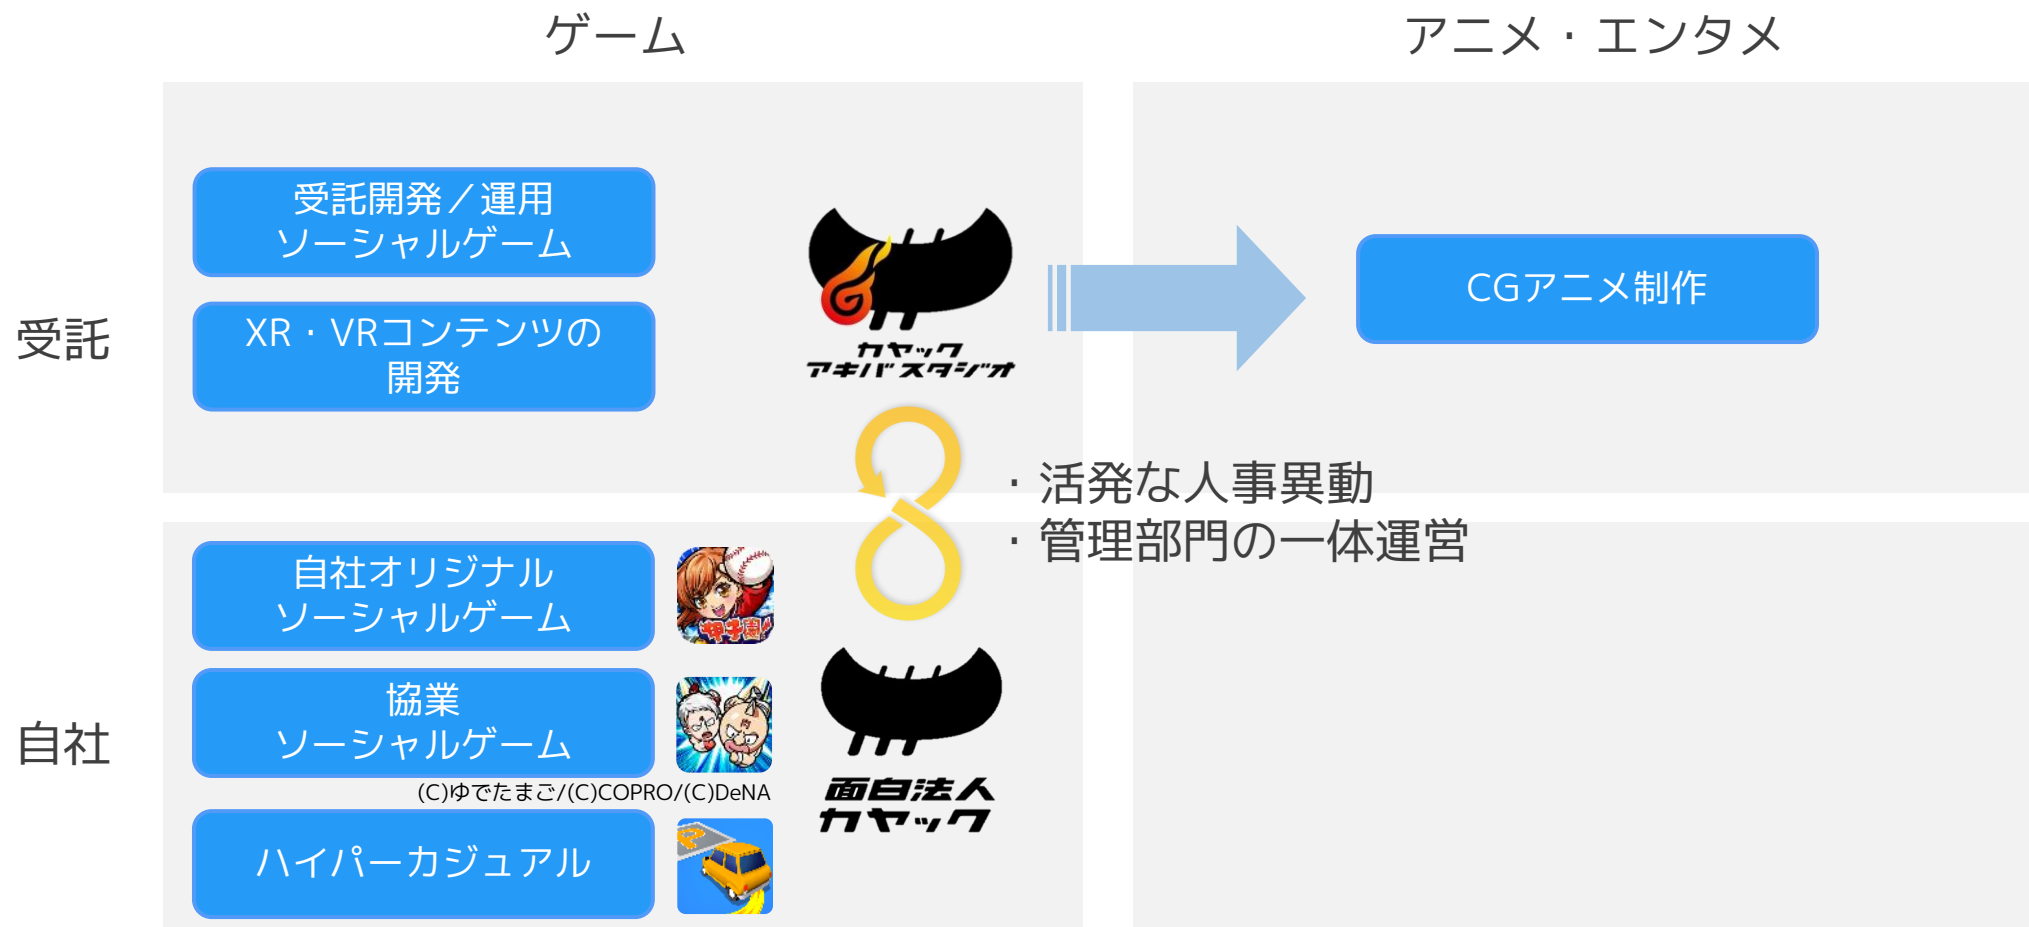 ゲーム
アニメ・エンタメ
受託
受託開発／運用
ソーシャルゲーム
XR・VRコンテンツの
開発
カヤック
アキバスタジオ
CGアニメ制作
・活発な人事異動
・管理部門の一体運営
自社
自社オリジナル
ソーシャルゲーム
甲子園
協業
ソーシャルゲーム
(C)ゆでたまご/(C)COPRO/(C)DeNA
ハイパーカジュアル
P
面白法人
カヤック